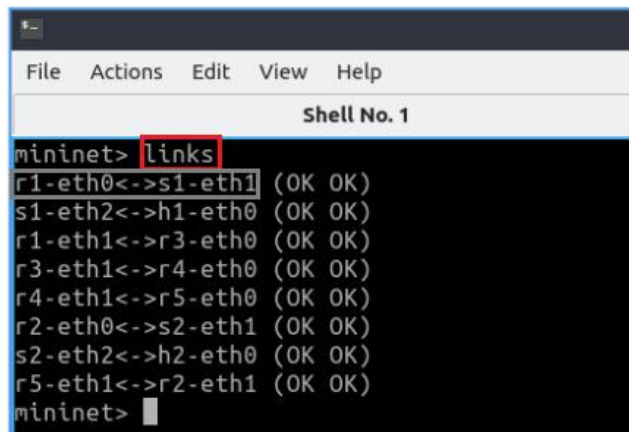 $_
File Actions Edit View Help
Shell No. 1
mininet> links
r1-eth0<->s1-eth1 (OK OK)
s1-eth2<->h1-eth0 (OK OK)
r1-eth1<->r3-eth0 (OK OK)
r3-eth1<->r4-eth0 (OK OK)
r4-eth1<->r5-eth0 (OK OK)
r2-eth0<->s2-eth1 (OK OK)
s2-eth2<->h2-eth0 (OK OK)
r5-eth1<->r2-eth1 (OK OK)
mininet>